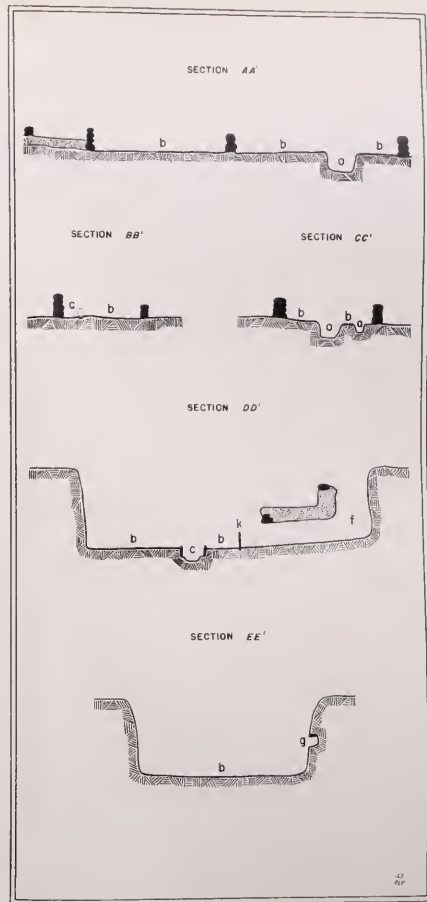 SECTION AA'
b b a b
SECTION BB' SECTION CC'
c b b a b a
SECTION DD'
b c b k f
SECTION EE'
g
b